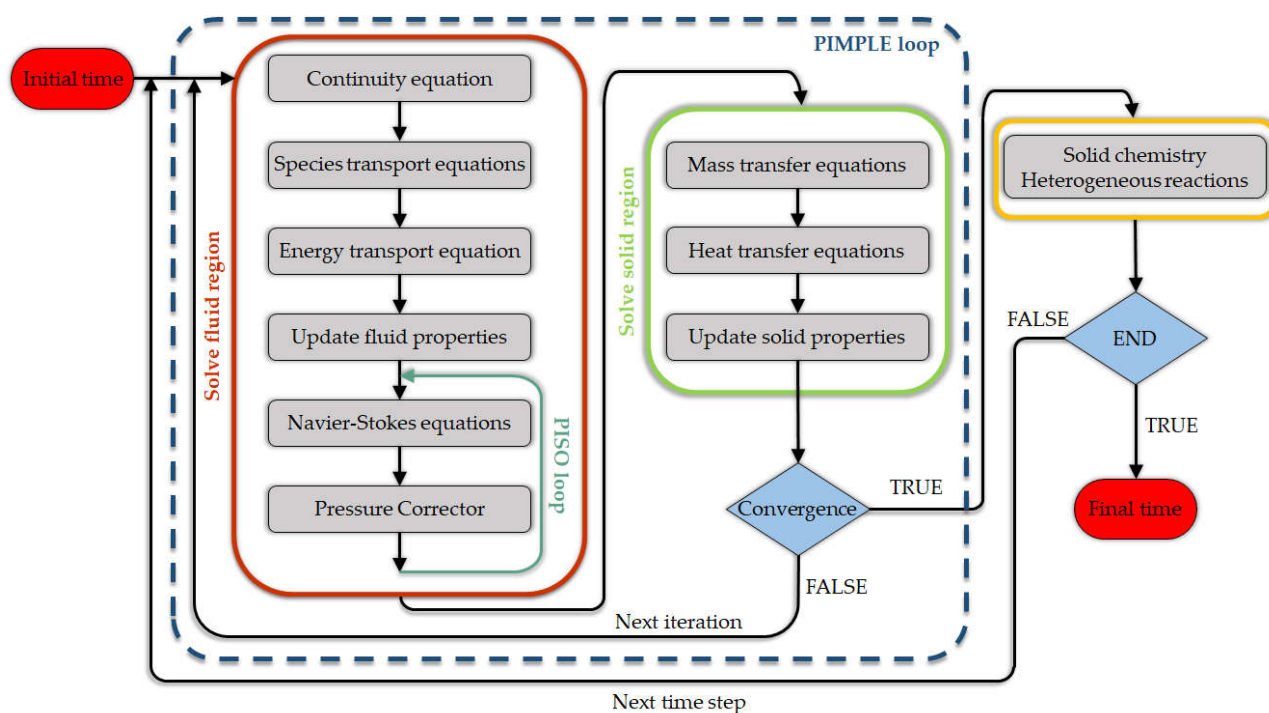 PIMPLE loop
Initial time
Solve fluid region
Continuity equation
Species transport equations
Energy transport equation
Update fluid properties
Navier-Stokes equations
Pressure Corrector
PISO loop
Solve solid region
Mass transfer equations
Heat transfer equations
Update solid properties
Convergence
TRUE
FALSE
Next iteration
Solid chemistry
Heterogeneous reactions
END
FALSE
TRUE
Final time
Next time step